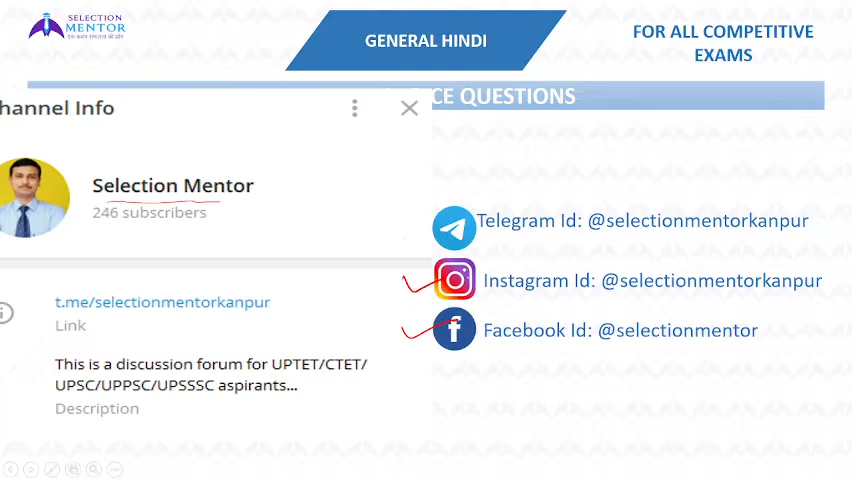 SELECTION
MENTOR
GENERAL HINDI
FOR ALL COMPETITIVE
EXAMS
CE QUESTIONS
hannel Info
Selection Mentor
246 subscribers
t.me/selectionmentorkanpur
Link
This is a discussion forum for UPTET/CTET/
UPSC/UPPSC/UPSSSC aspirants...
Description
Telegram Id: @selectionmentorkanpur
Instagram Id: @selectionmentorkanpur
Facebook Id: @selectionmentor